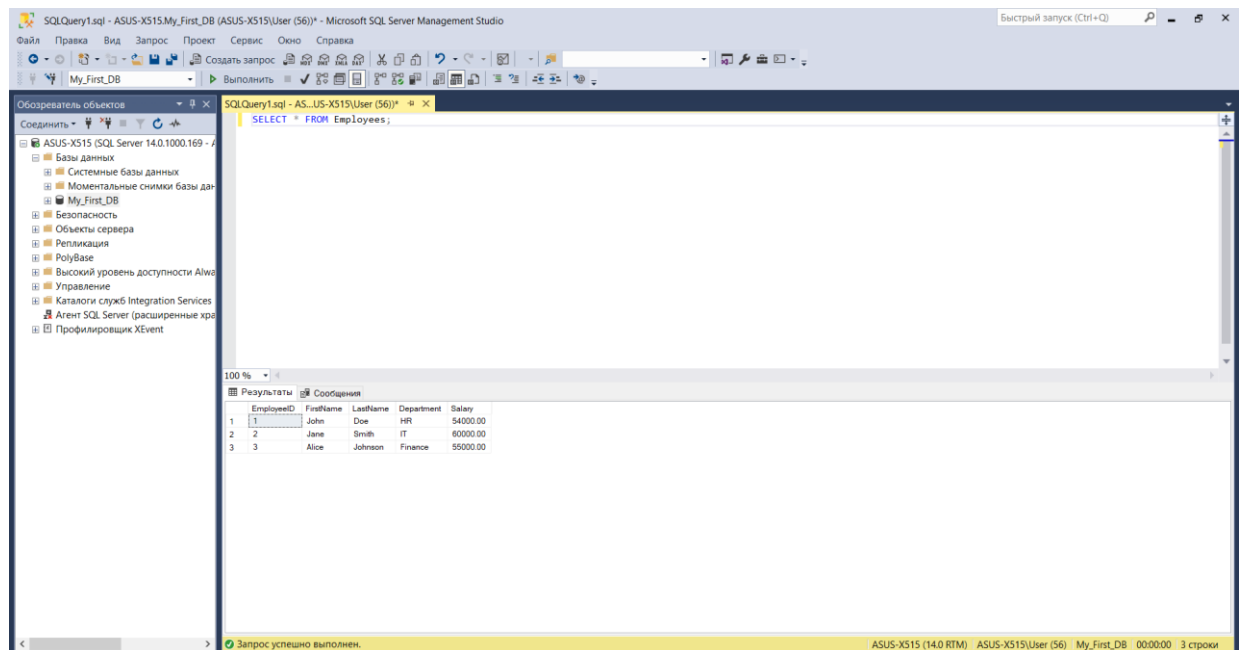 SQLQuery1.sql - ASUS-X515.My_First_DB (ASUS-X515\User (56))* - Microsoft SQL Server Management Studio
Быстрый запуск (Ctrl+Q)
Файл Правка Вид Запрос Проект Сервис Окно Справка
Создать запрос
My_First_DB
Выполнить
Обозреватель объектов
SQLQuery1.sql - AS...US-X515\User (56))*
Соединить
SELECT * FROM Employees;
ASUS-X515 (SQL Server 14.0.1000.169 - A
Базы данных
Системные базы данных
Моментальные снимки базы дан
My_First_DB
Безопасность
Объекты сервера
Репликация
PolyBase
Высокий уровень доступности Alwa
Управление
Каталоги служб Integration Services
Агент SQL Server (расширенные хра
Профилировщик XEvent
100 %
Результаты Сообщения
EmployeeID FirstName LastName Department Salary
1 1 John Doe HR 54000.00
2 2 Jane Smith IT 60000.00
3 3 Alice Johnson Finance 55000.00
Запрос успешно выполнен.
ASUS-X515 (14.0 RTM) ASUS-X515\User (56) My_First_DB 00:00:00 3 строки